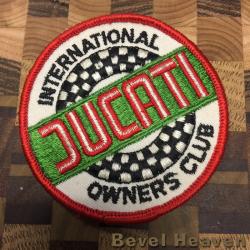 INTERNATIONAL
DUCATI
OWNERS CLUB
Bevel Heaven